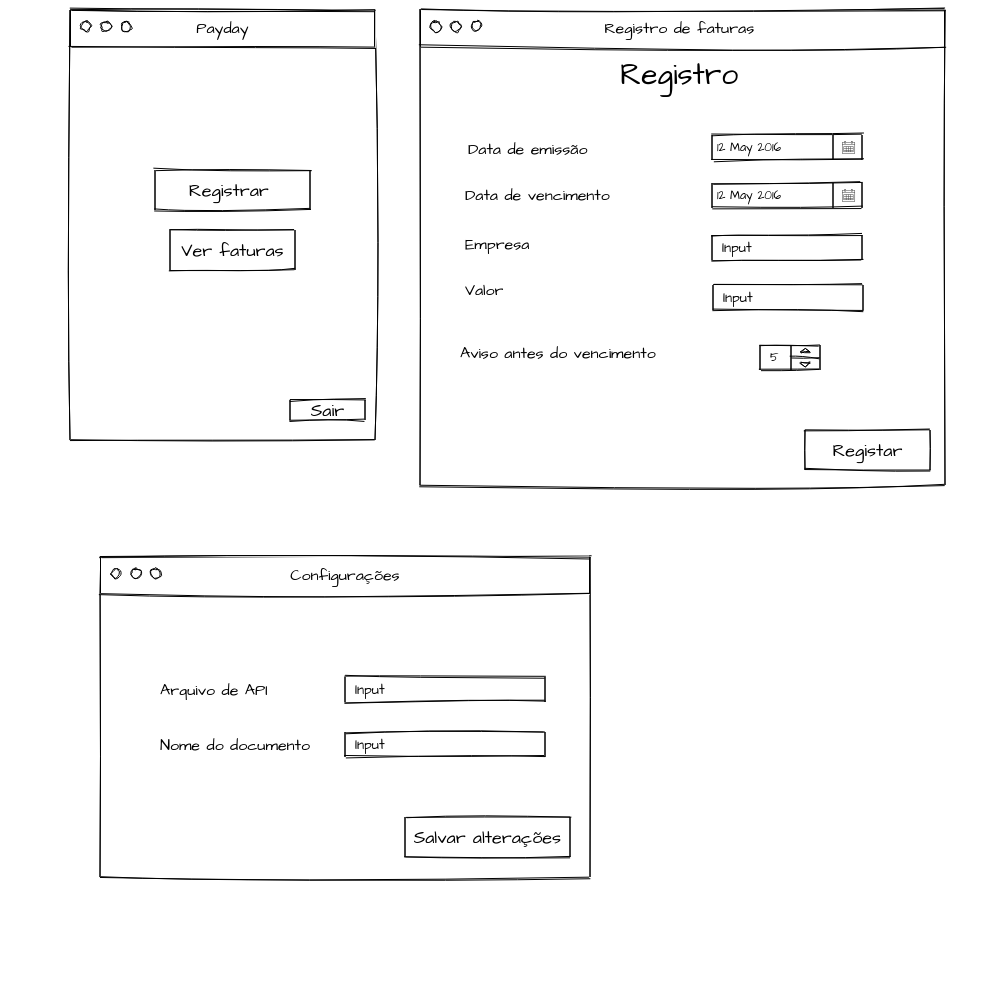 Payday
Registrar
Ver faturas
Sair
Registro de faturas
Registro
Data de emissão
12 May 2016
Data de vencimento
12 May 2016
Empresa
Input
Valor
Input
Aviso antes do vencimento
5
Registar
Configurações
Arquivo de API
Input
Nome do documento
Input
Salvar alterações